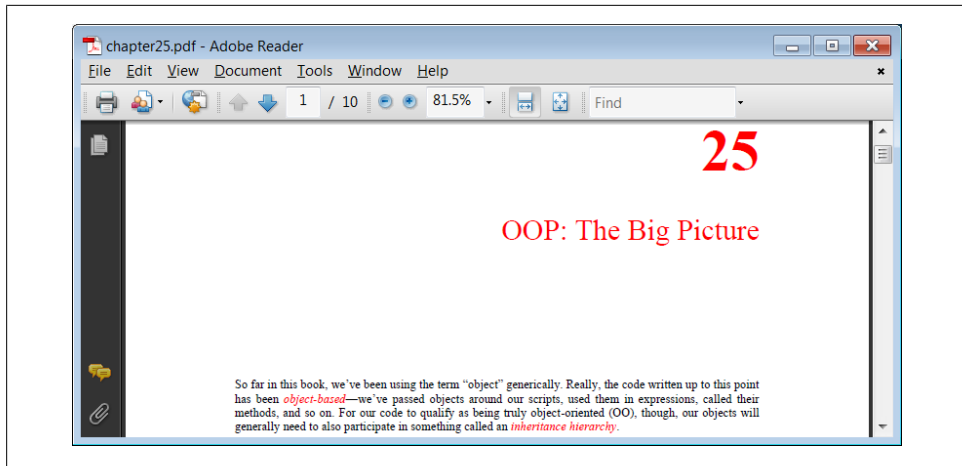 chapter25.pdf - Adobe Reader
File Edit View Document Tools Window Help
1 / 10 81.5% Find
25
OOP: The Big Picture
So far in this book, we’ve been using the term “object” generically. Really, the code written up to this point
has been object-based—we’ve passed objects around our scripts, used them in expressions, called their
methods, and so on. For our code to qualify as being truly object-oriented (OO), though, our objects will
generally need to also participate in something called an inheritance hierarchy.